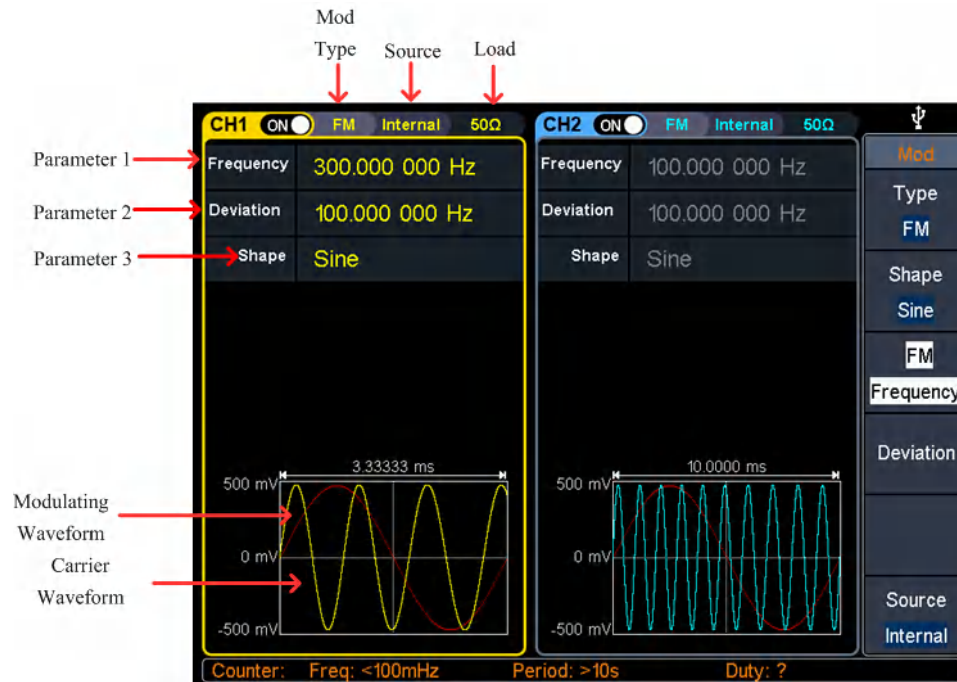 Mod
Type
Source
Load
CH1 ON FM Internal 50Ω
CH2 ON FM Internal 50Ω
Parameter 1
Frequency 300.000 000 Hz
Frequency 100.000 000 Hz
Mod
Parameter 2
Deviation 100.000 000 Hz
Deviation 100.000 000 Hz
Type
FM
Parameter 3
Shape Sine
Shape Sine
Shape
Sine
FM
Frequency
Deviation
3.33333 ms
10.0000 ms
500 mV
500 mV
Modulating
Waveform
0 mV
0 mV
Carrier
Waveform
-500 mV
-500 mV
Source
Internal
Counter: Freq: <100mHz Period: >10s Duty: ?